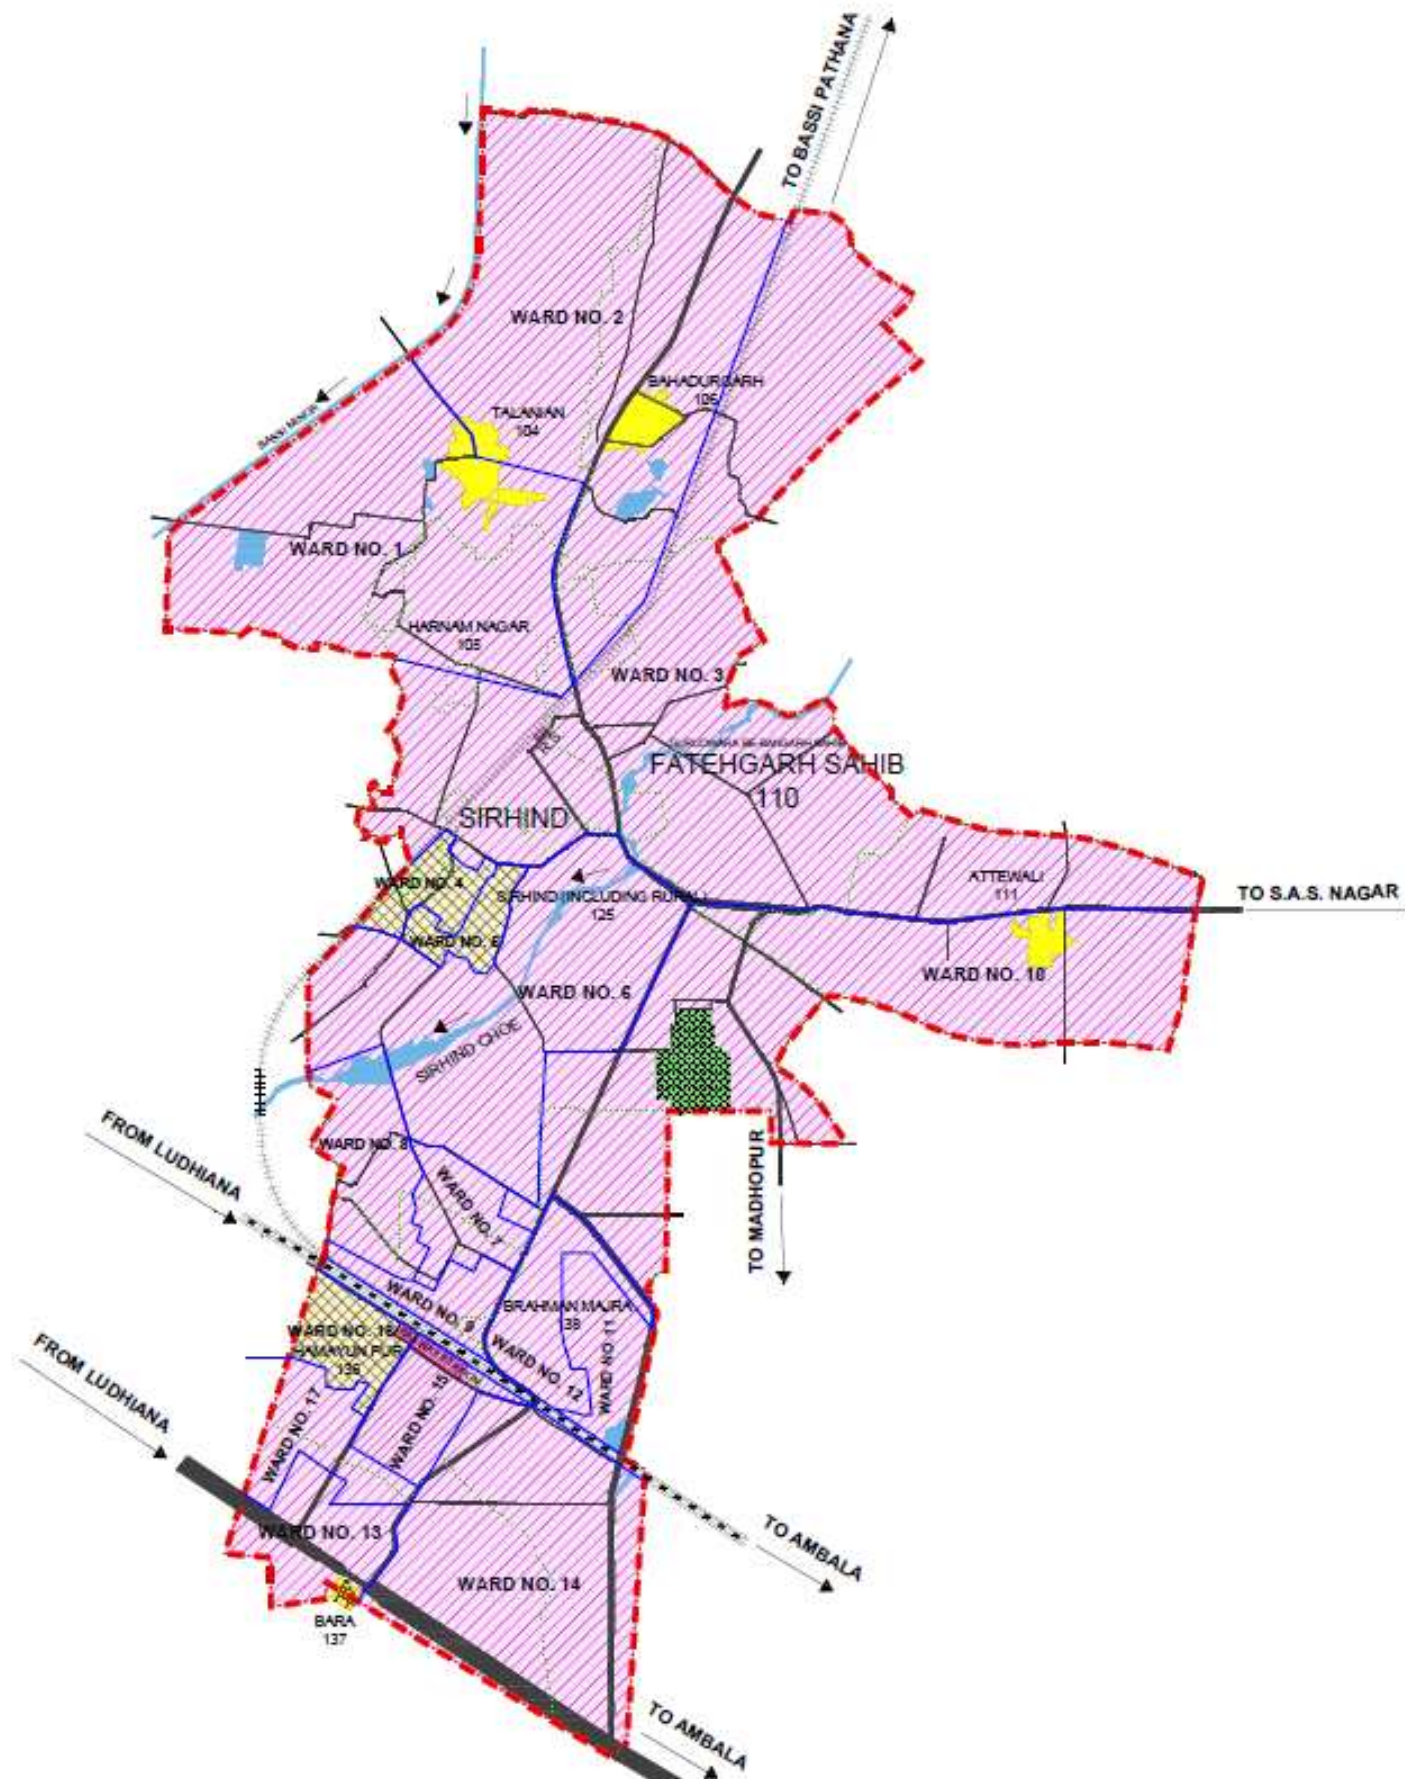 TO BASSI PATHANA
WARD NO. 2
BAHADURGARH
106
TALANIAN
104
WARD NO. 1
HARNAM NAGAR
105
WARD NO. 3
R.S
FATEHGARH SAHIB
110
SIRHIND
WARD NO. 4
SIRHIND (INCLUDING RURAL)
125
ATTEWALI
111
TO S.A.S. NAGAR
WARD NO. 10
WARD NO. 6
SIRHIND CHOE
FROM LUDHIANA
WARD NO. 8
WARD NO. 7
TO MADHOPUR
WARD NO. 9
BRAHMAN MAJRA
38
WARD NO 11
WARD NO. 12
HAMAYUN PUR
136
WARD NO. 15
WARD NO. 17
FROM LUDHIANA
WARD NO. 13
WARD NO. 14
TO AMBALA
BARA
137
TO AMBALA